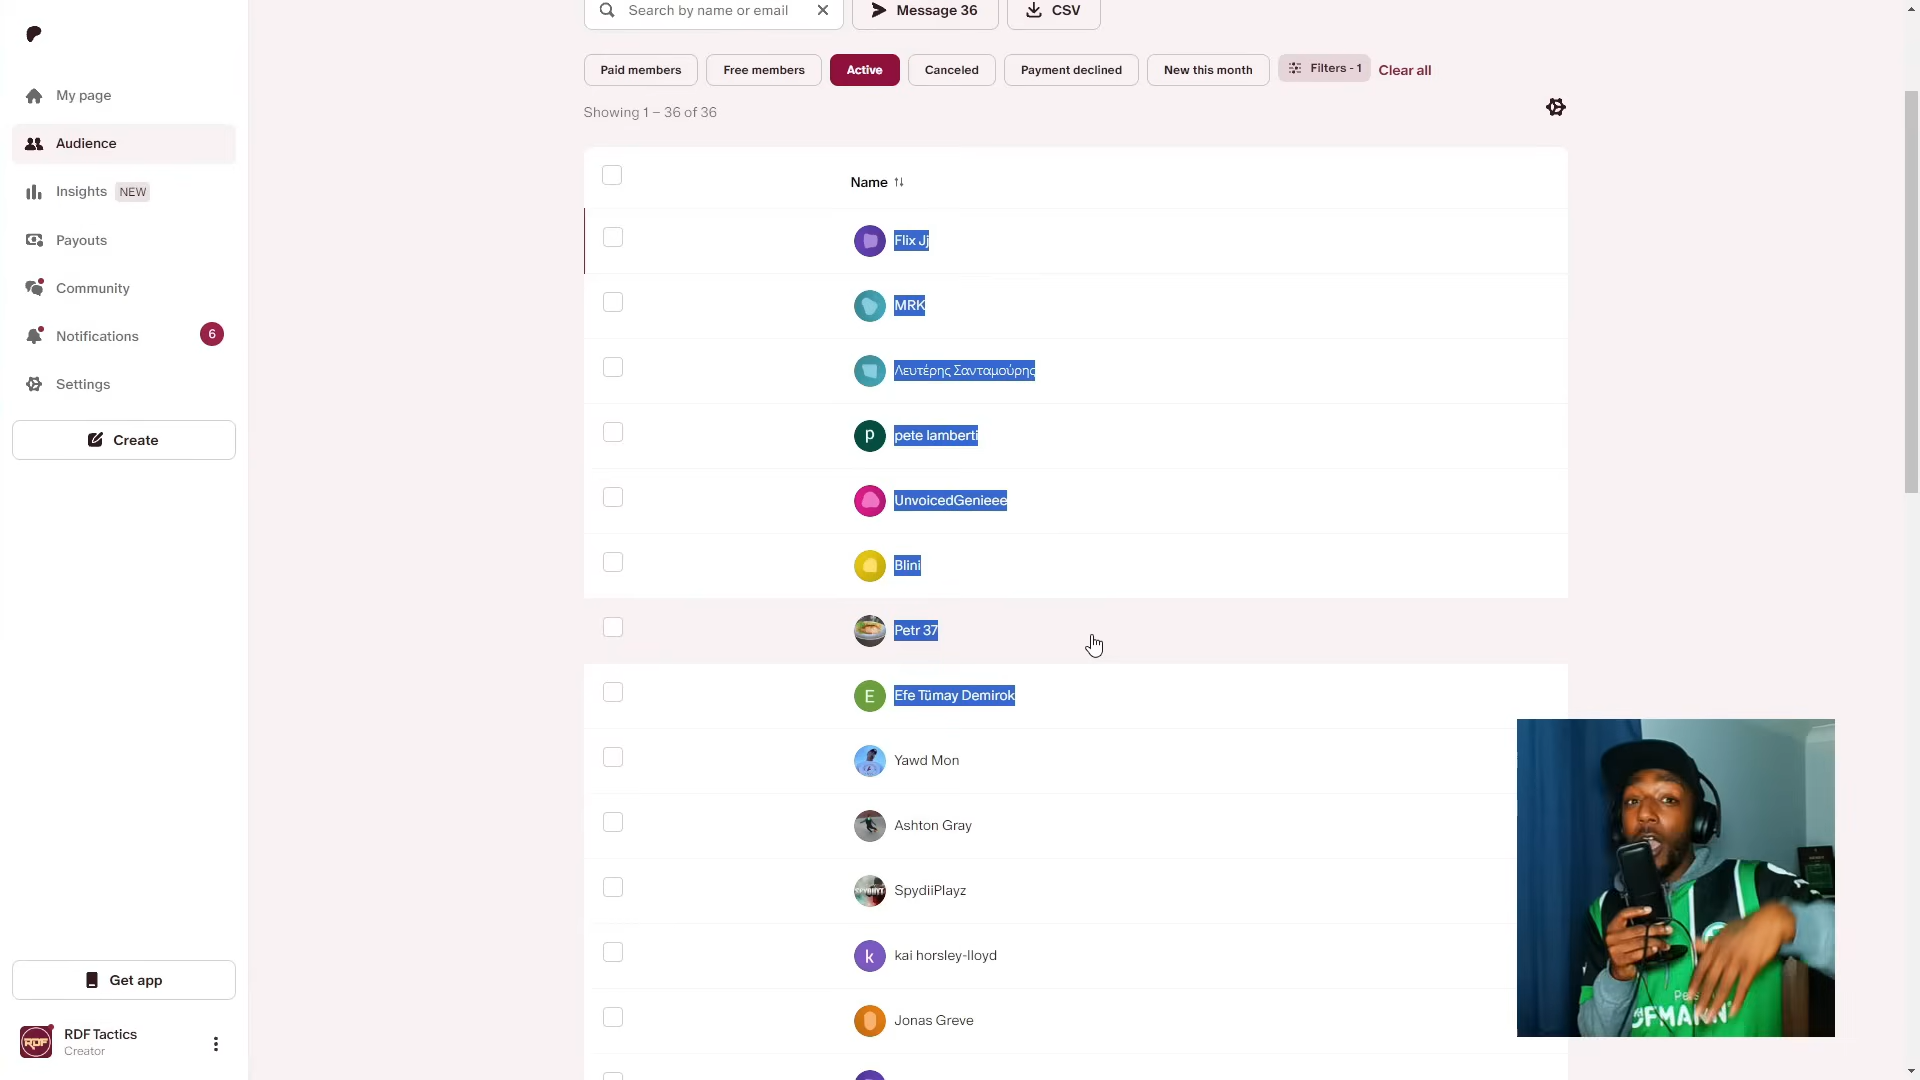 Search by name or email
Message 36
CSV
Paid members
Free members
Active
Canceled
Payment declined
New this month
Filters - 1
Clear all
Showing 1 – 36 of 36
My page
Audience
Insights NEW
Payouts
Community
Notifications 6
Settings
Create
Name
Flix Jj
MRK
Λευτέρης Σανταμούρης
p pete lamberti
UnvoicedGenieee
Blini
Petr 37
E Efe Tümay Demirok
Yawd Mon
Ashton Gray
SpydiiPlayz
k kai horsley-lloyd
Jonas Greve
Get app
RDF
RDF Tactics
Creator